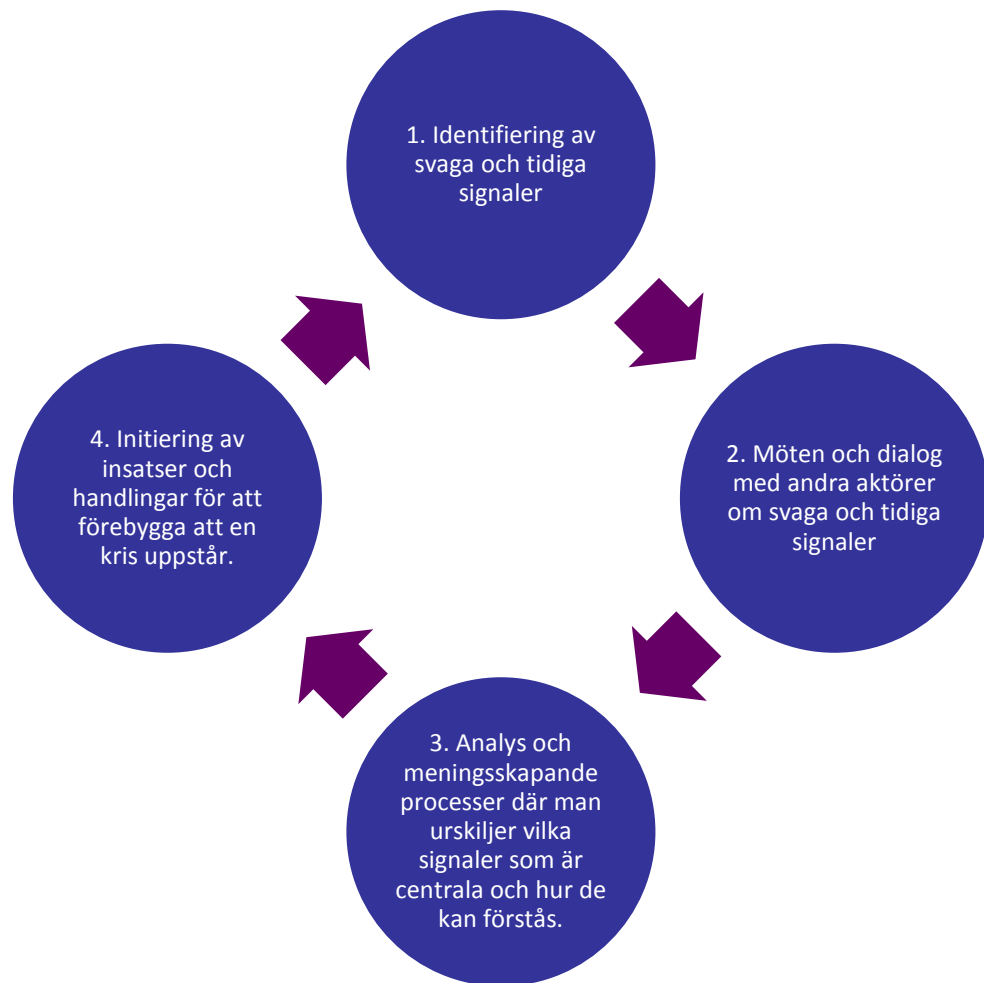 1. Identifiering av
svaga och tidiga
signaler
2. Möten och dialog
med andra aktörer
om svaga och tidiga
signaler
3. Analys och
meningsskapande
processer där man
urskiljer vilka
signaler som är
centrala och hur de
kan förstås.
4. Initiering av
insatser och
handlingar för att
förebygga att en
kris uppstår.